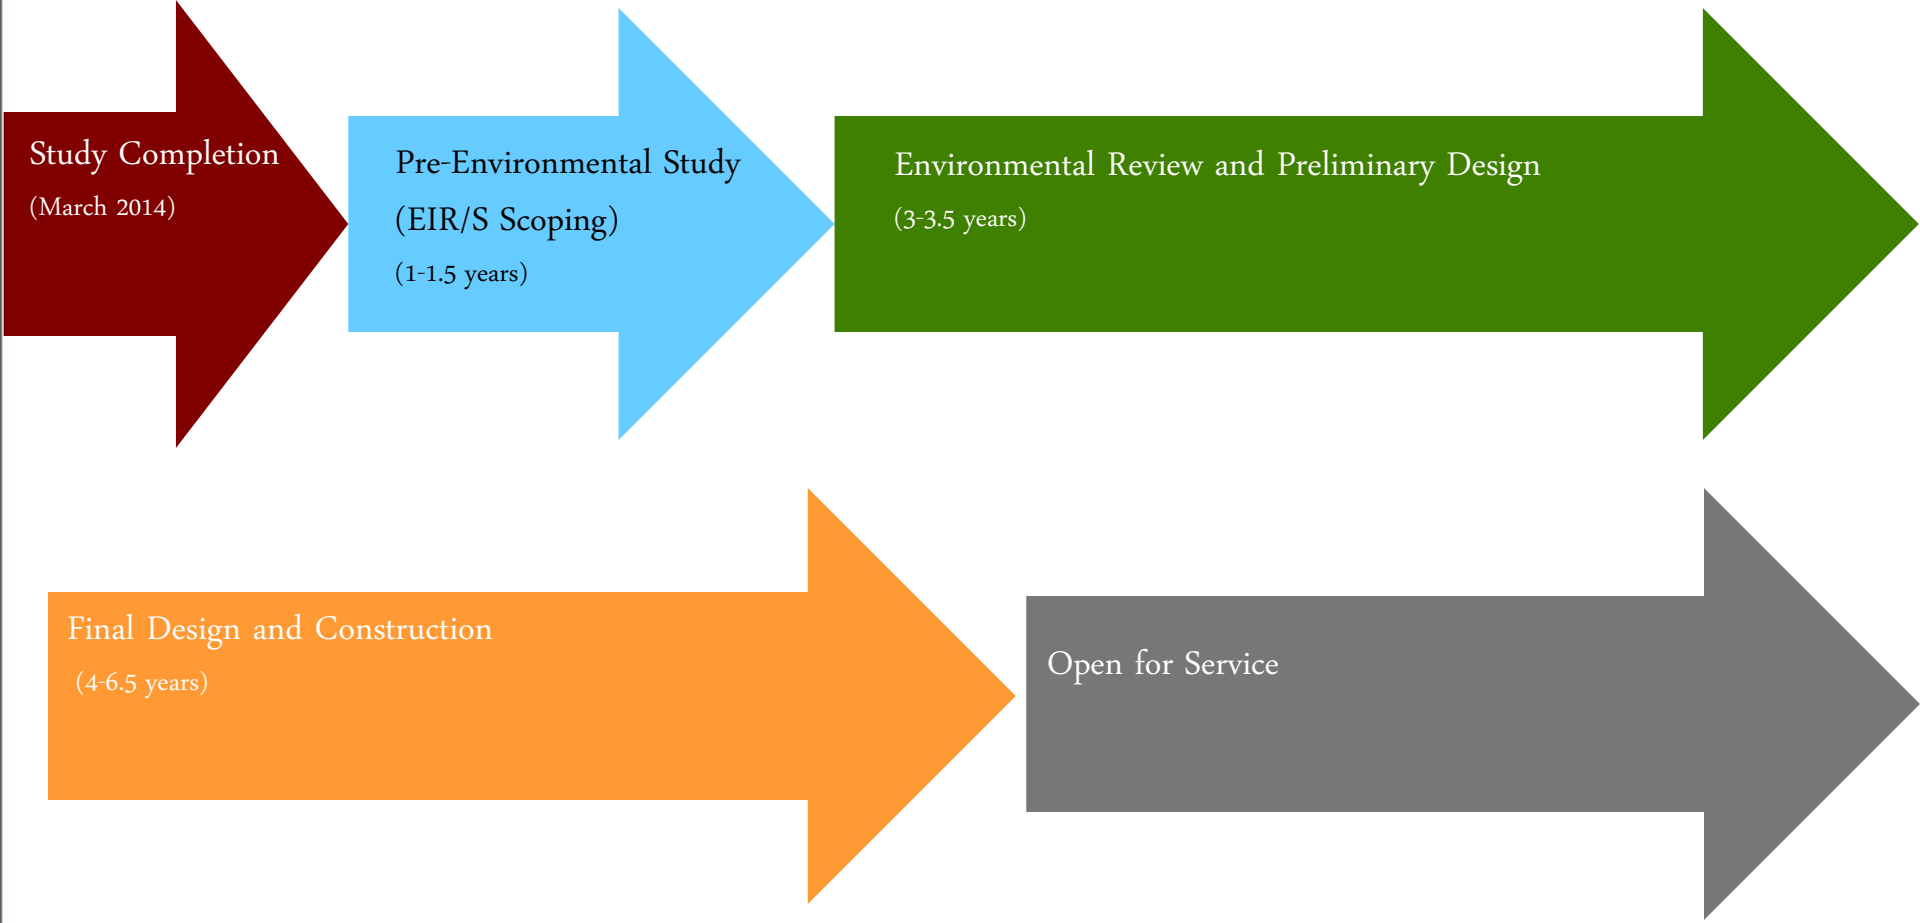 Study Completion
(March 2014)
Pre-Environmental Study
(EIR/S Scoping)
(1-1.5 years)
Environmental Review and Preliminary Design
(3-3.5 years)
Final Design and Construction
(4-6.5 years)
Open for Service